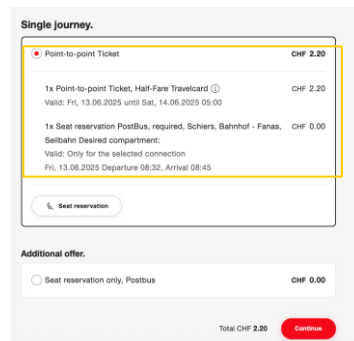 Single journey.
Point-to-point Ticket CHF 2.20
1x Point-to-point Ticket, Half-Fare Travelcard ⓘ CHF 2.20
Valid: Fri, 13.06.2025 until Sat, 14.06.2025 05:00
1x Seat reservation PostBus, required, Schiers, Bahnhof - Fanas, CHF 0.00
Seilbahn Desired compartment:
Valid: Only for the selected connection
Fri, 13.06.2025 Departure 08:32, Arrival 08:45
Seat reservation
Additional offer.
Seat reservation only, Postbus CHF 0.00
Total CHF 2.20 Continue